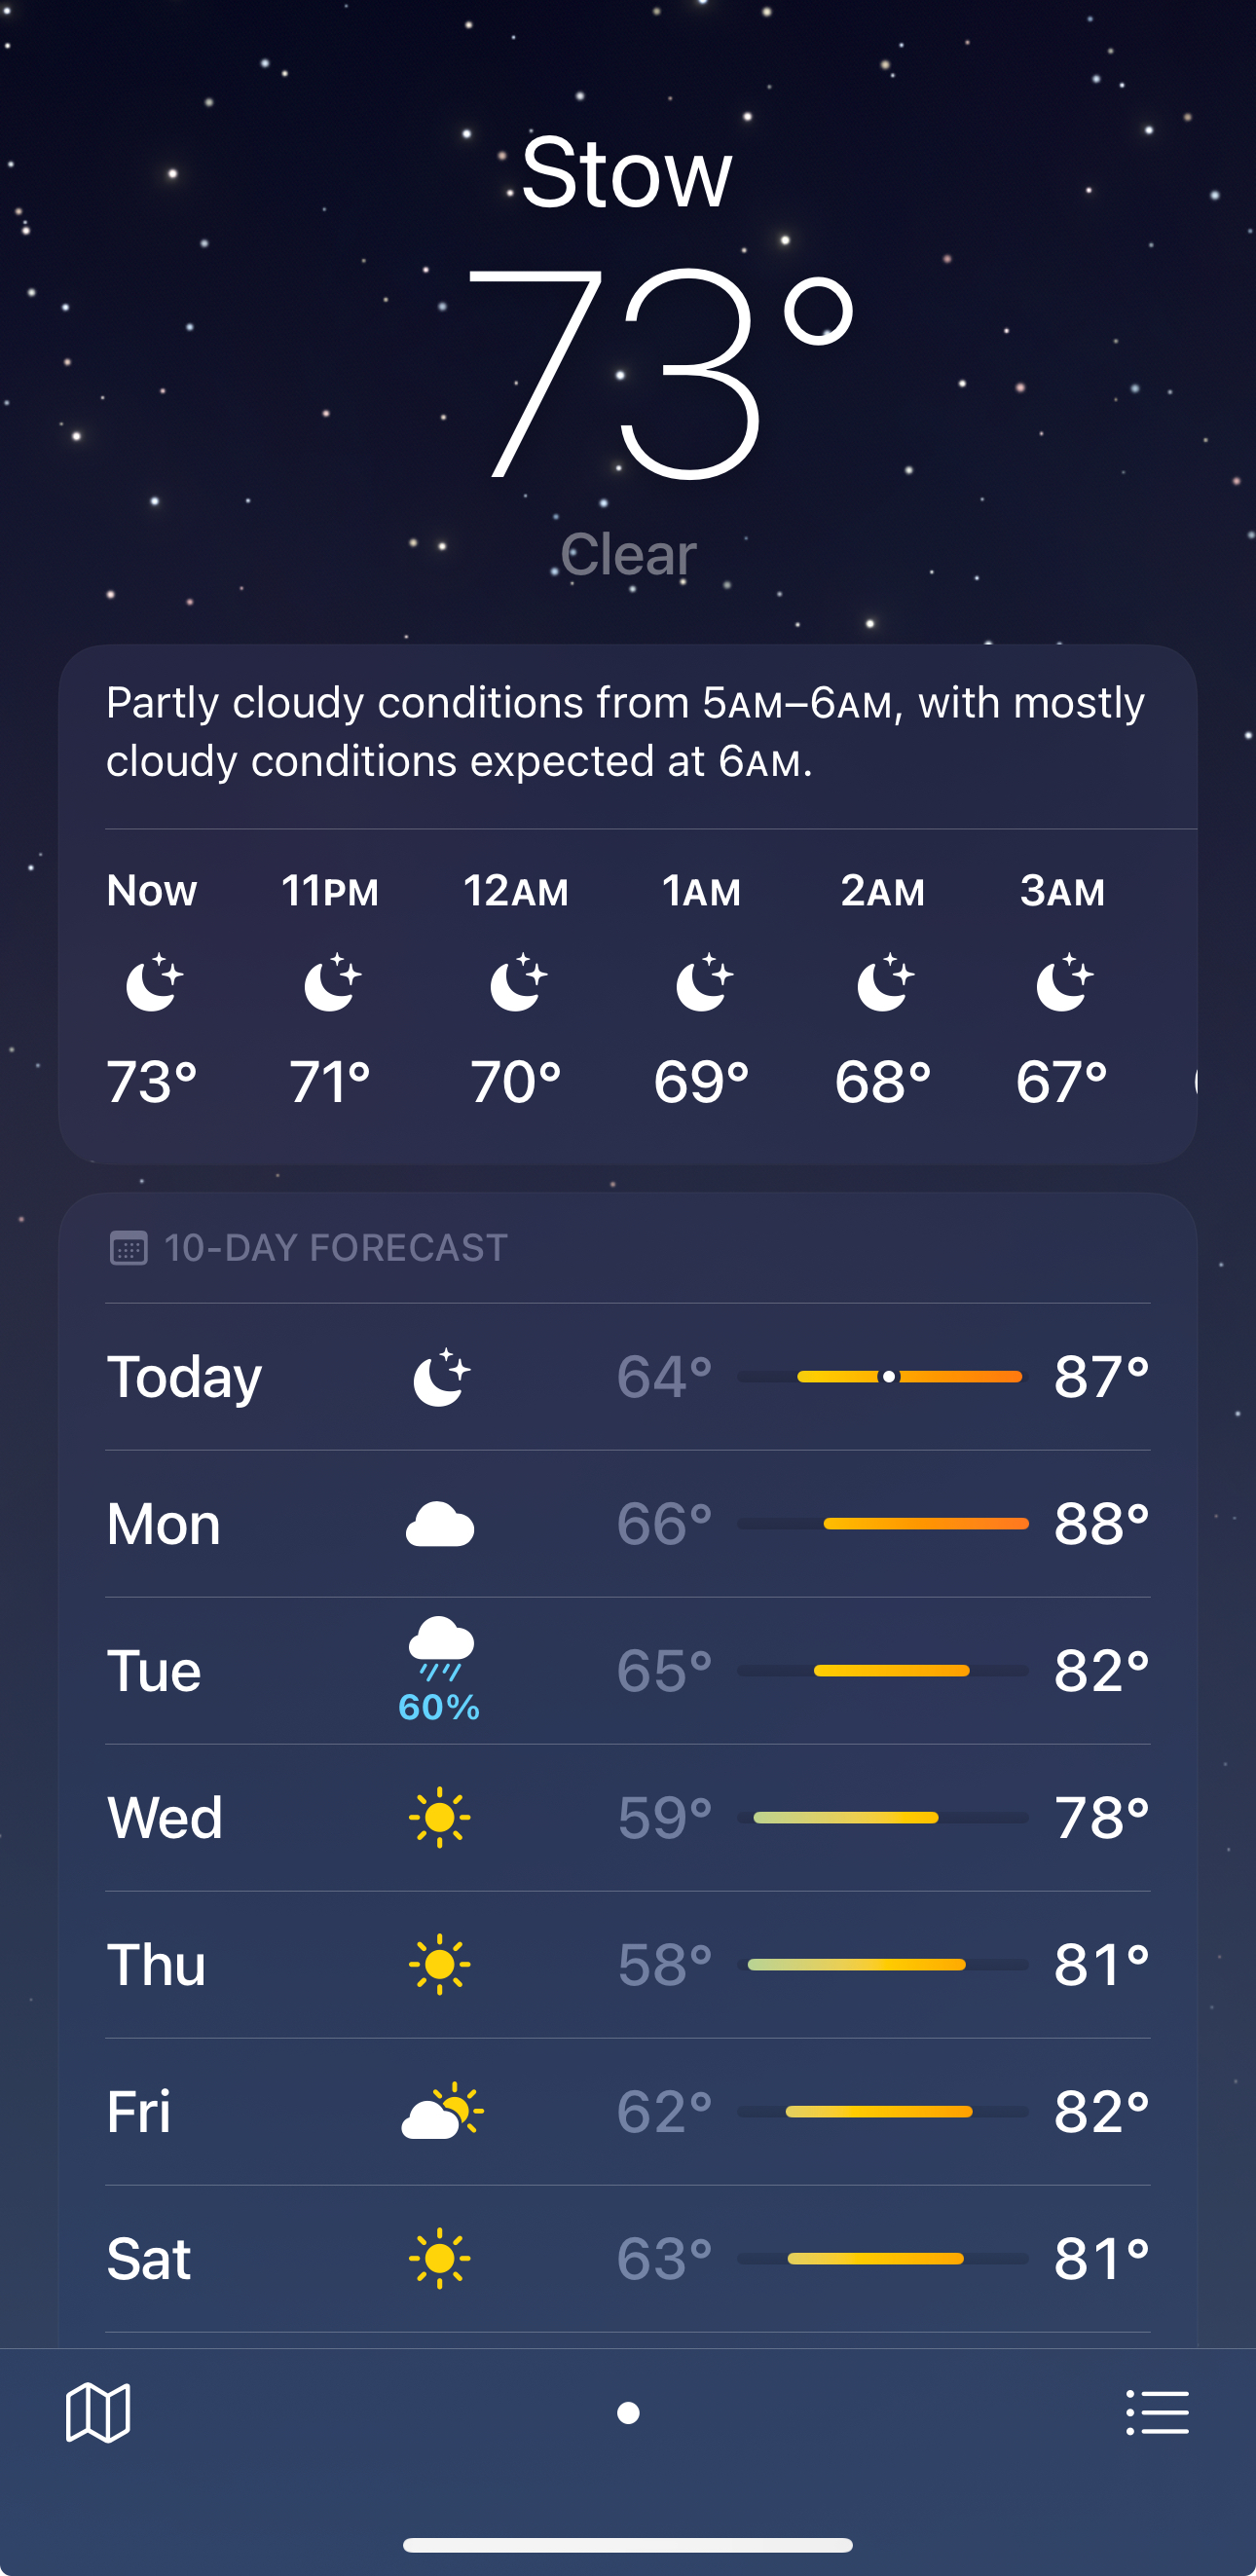 Stow
73°
Clear
Partly cloudy conditions from 5AM–6AM, with mostly
cloudy conditions expected at 6AM.
Now 11PM 12AM 1AM 2AM 3AM
73° 71° 70° 69° 68° 67°
10-DAY FORECAST
Today 64° 87°
Mon 66° 88°
Tue 60% 65° 82°
Wed 59° 78°
Thu 58° 81°
Fri 62° 82°
Sat 63° 81°